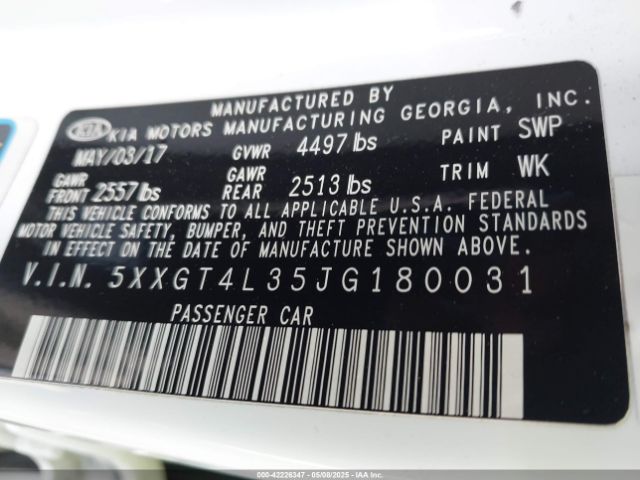 MANUFACTURED BY
KIA KIA MOTORS MANUFACTURING GEORGIA, INC.
MAY/03/17 GVWR 4497 lbs PAINT SWP
GAWR FRONT 2557 lbs GAWR REAR 2513 lbs TRIM WK
THIS VEHICLE CONFORMS TO ALL APPLICABLE U.S.A. FEDERAL
MOTOR VEHICLE SAFETY, BUMPER, AND THEFT PREVENTION STANDARDS
IN EFFECT ON THE DATE OF MANUFACTURE SHOWN ABOVE.
V.I.N. 5XXGT4L35JG180031
PASSENGER CAR
000-42226347 - 05/08/2025 - IAA Inc.